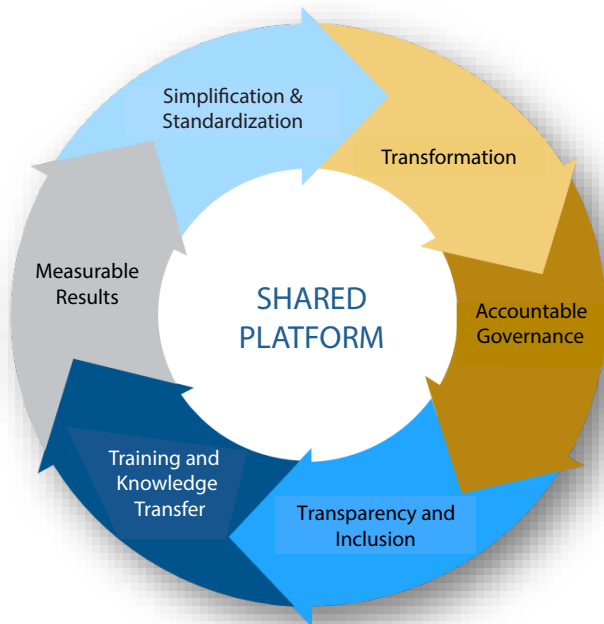 Simplification &
Standardization
Transformation
Accountable
Governance
Transparency and
Inclusion
Training and
Knowledge
Transfer
Measurable
Results
SHARED
PLATFORM